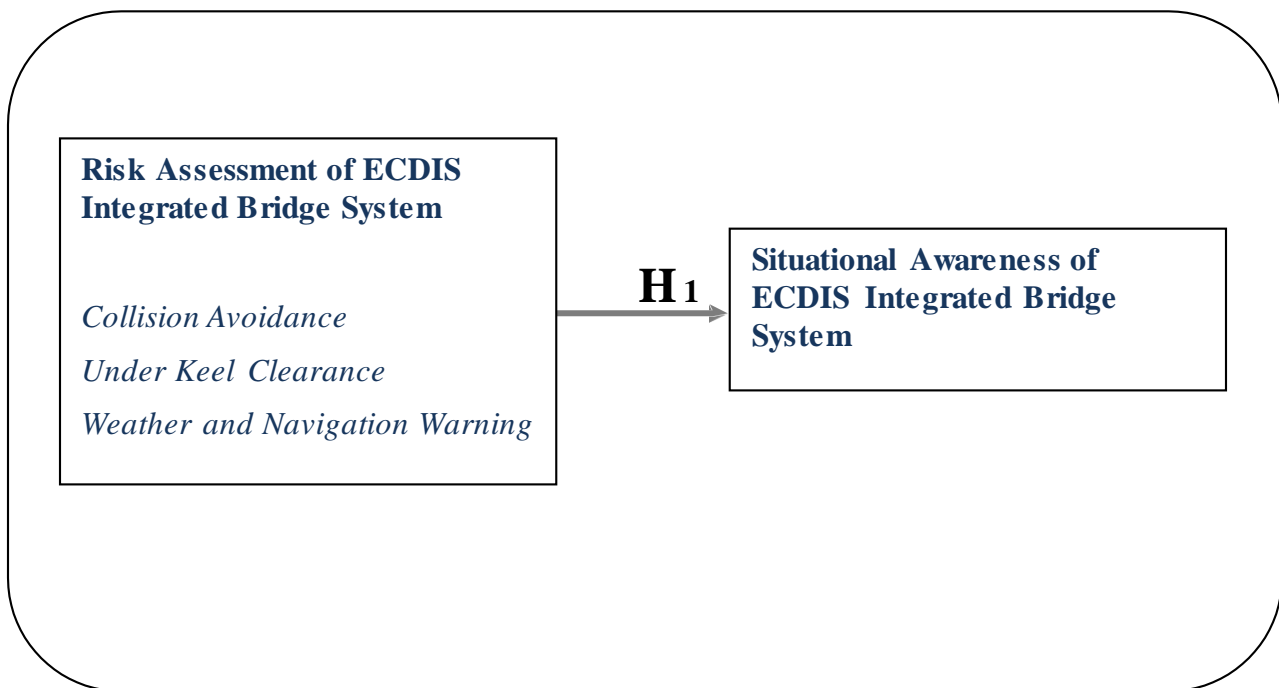 Risk Assessment of ECDIS
Integrated Bridge System
Collision Avoidance
Under Keel Clearance
Weather and Navigation Warning
H1
Situational Awareness of
ECDIS Integrated Bridge
System